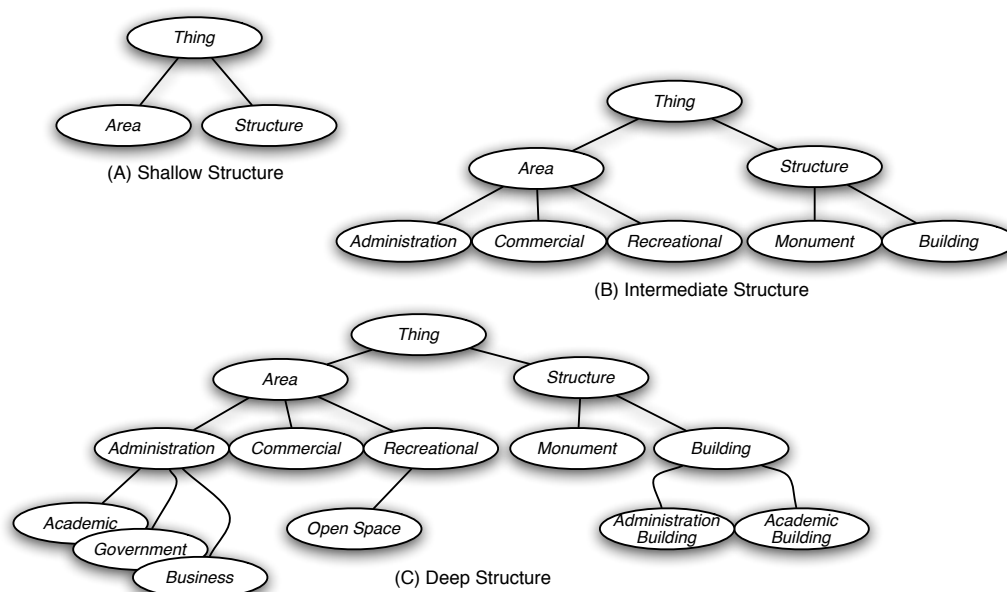 Thing
Area
Structure
(A) Shallow Structure
Thing
Area
Structure
Administration
Commercial
Recreational
Monument
Building
(B) Intermediate Structure
Thing
Area
Structure
Administration
Commercial
Recreational
Monument
Building
Academic
Government
Business
Open Space
Administration
Building
Academic
Building
(C) Deep Structure